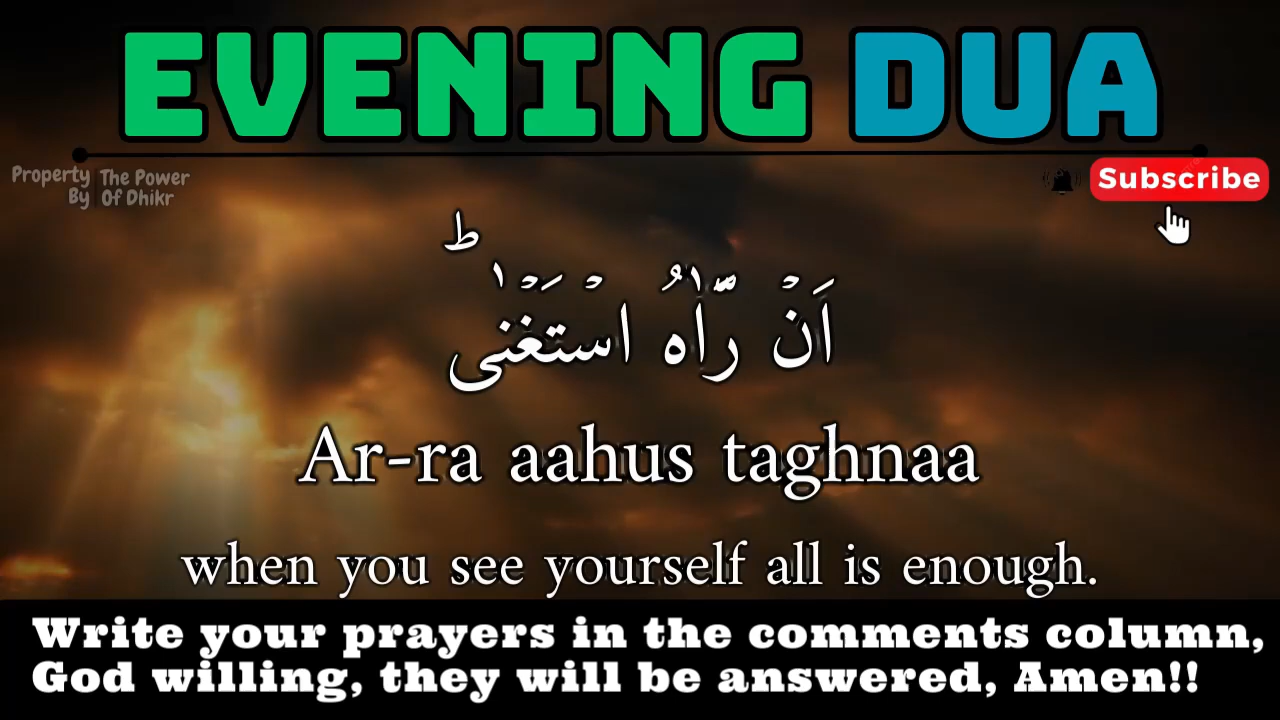 EVENING DUA
Property By
The Power Of Dhikr
Subscribe
اَنْ رَّاٰهُ اسْتَغْنٰىؕ
Ar-ra aahus taghnaa
when you see yourself all is enough.
Write your prayers in the comments column,
God willing, they will be answered, Amen!!